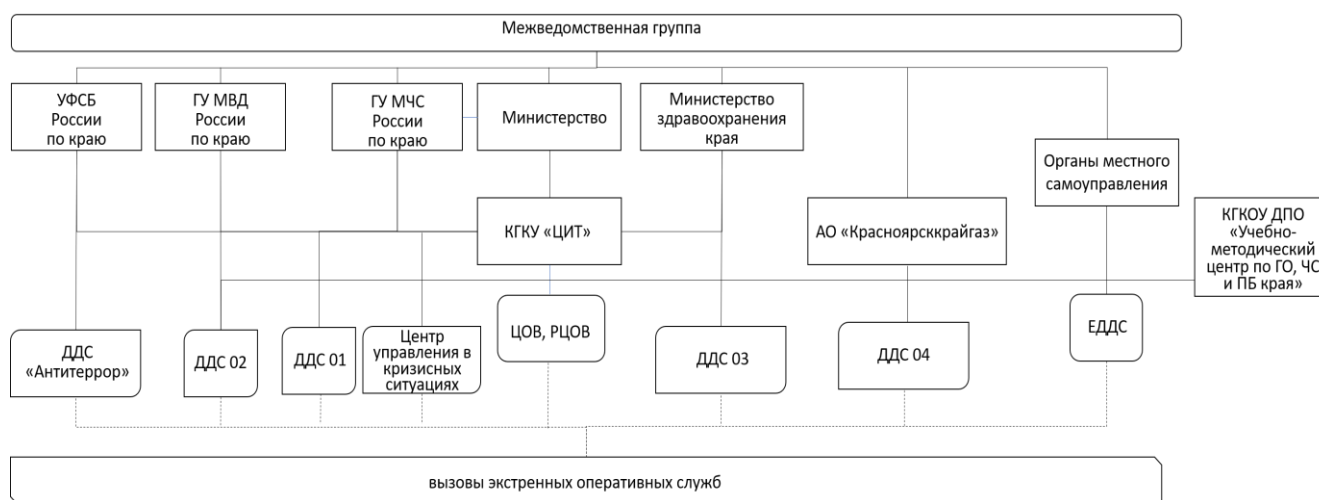 Межведомственная группа
УФСБ
России
по краю
ГУ МВД
России
по краю
ГУ МЧС
России
по краю
Министерство
Министерство
здравоохранения
края
Органы местного
самоуправления
КГКУ «ЦИТ»
АО «Красноярсккрайгаз»
КГКОУ ДПО
«Учебно-
методический
центр по ГО, ЧС
и ПБ края»
ДДС
«Антитеррор»
ДДС 02
ДДС 01
Центр
управления в
кризисных
ситуациях
ЦОВ, РЦОВ
ДДС 03
ДДС 04
ЕДДС
вызовы экстренных оперативных служб